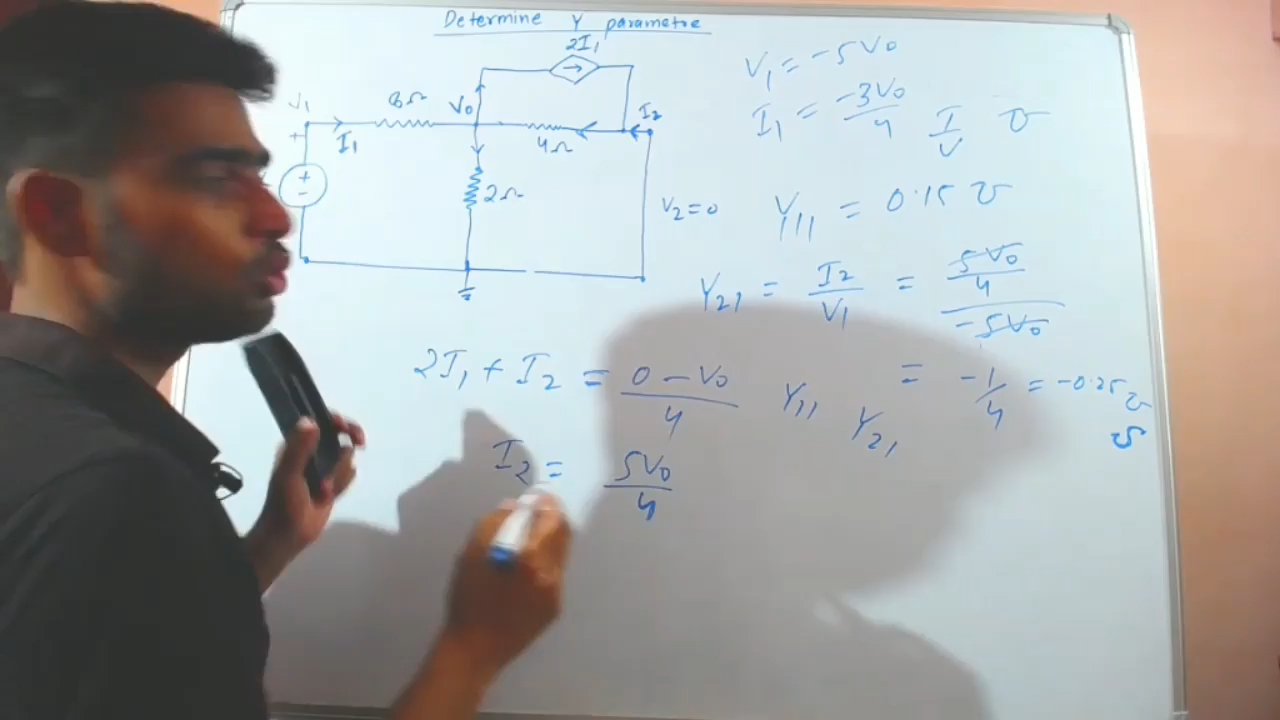 Determine Y parametre
2I₁
V₁
8Ω
V₀
I₂
+
I₁
4Ω
+
-
2Ω
V₂ = 0
V₁ = -5V₀
I₁ = -3V₀/4
I/V ℧
Y₁₁ = 0.15 ℧
Y₂₁ = I₂/V₁ = (5V₀/4)/(-5V₀)
= -1/4 = -0.25 ℧
S
2I₁ + I₂ = (0 - V₀)/4
Y₁₁ Y₂₁
I₂ = 5V₀/4